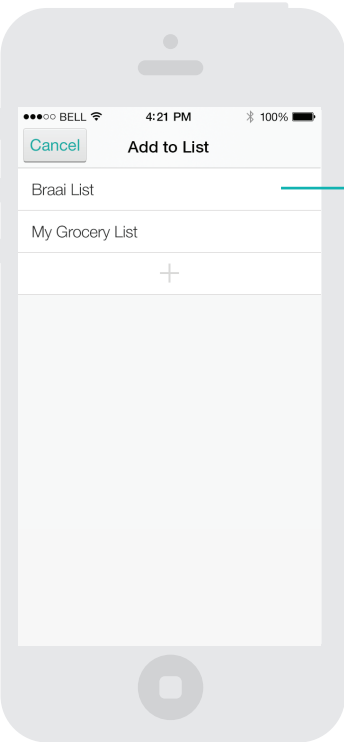 BELL 4:21 PM 100%
Cancel Add to List
Braai List
My Grocery List